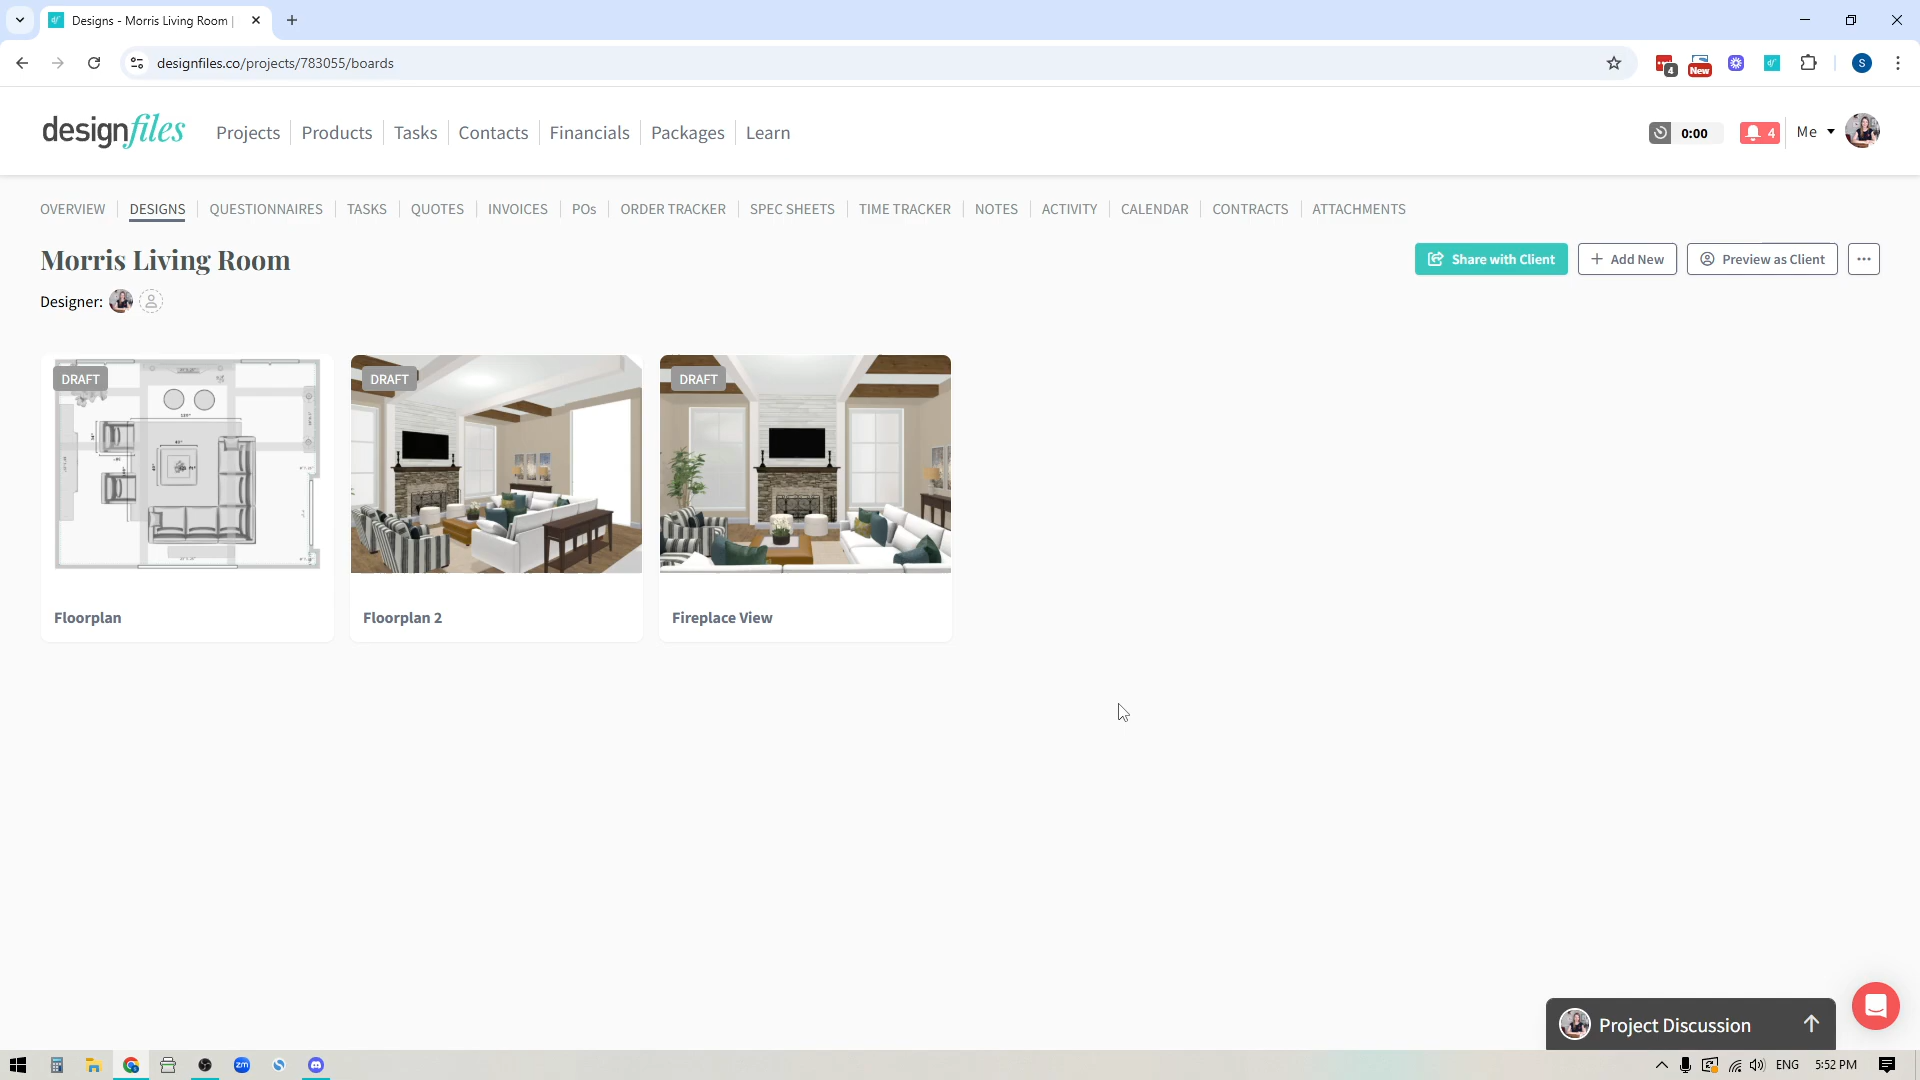 Designs - Morris Living Room |
designfiles.co/projects/783055/boards
4
New
S
designfiles
Projects
Products
Tasks
Contacts
Financials
Packages
Learn
0:00
4
Me
OVERVIEW
DESIGNS
QUESTIONNAIRES
TASKS
QUOTES
INVOICES
POs
ORDER TRACKER
SPEC SHEETS
TIME TRACKER
NOTES
ACTIVITY
CALENDAR
CONTRACTS
ATTACHMENTS
Morris Living Room
Share with Client
Add New
Preview as Client
Designer:
DRAFT
DRAFT
DRAFT
Floorplan
Floorplan 2
Fireplace View
Project Discussion
zm
ENG
5:52 PM